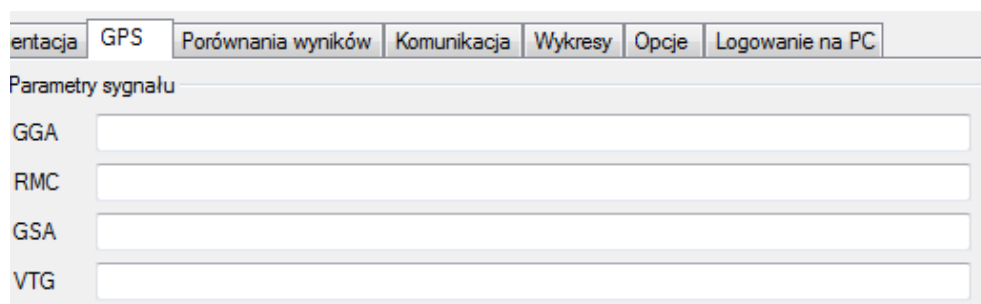 entacja GPS Porównania wyników Komunikacja Wykresy Opcje Logowanie na PC
Parametry sygnału
GGA
RMC
GSA
VTG